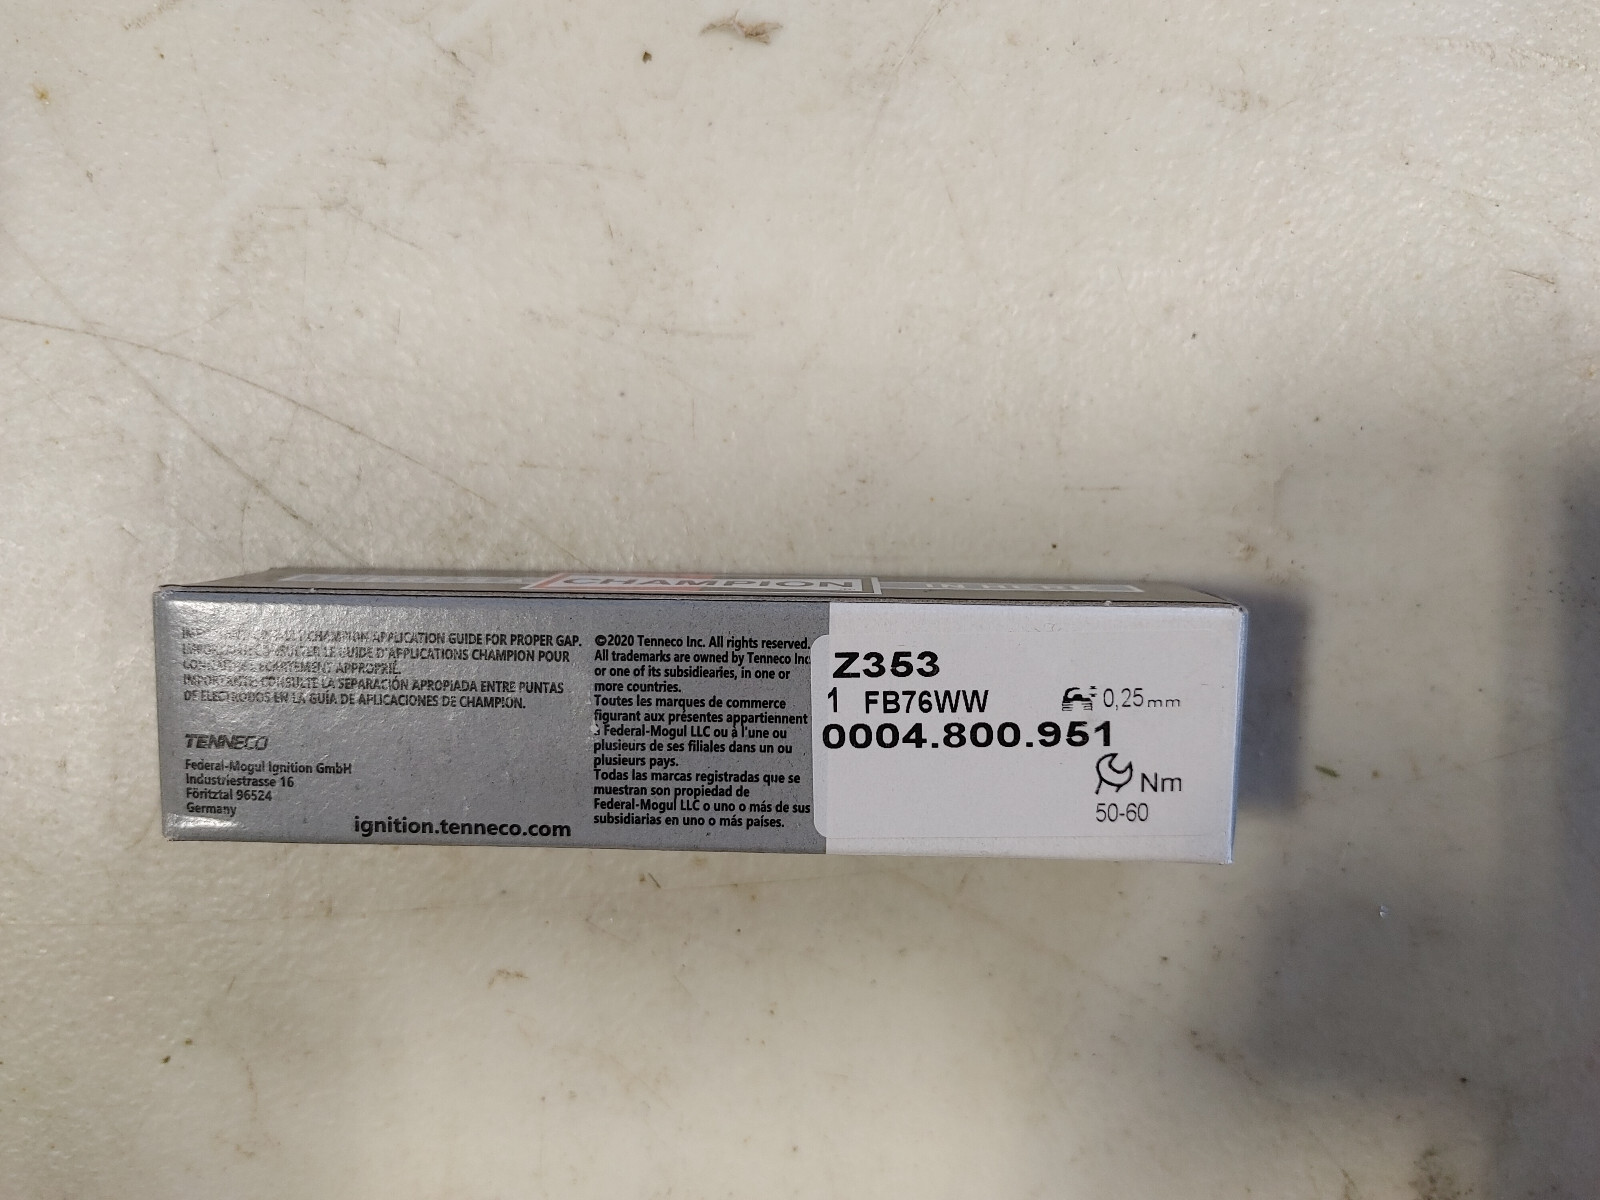 CHAMPION
CHAMPION APPLICATION GUIDE FOR PROPER GAP.
LE GUIDE D'APPLICATIONS CHAMPION POUR
ÉCARTEMENT APPROPRIÉ.
IMPORTANTE: CONSULTE LA SEPARACIÓN APROPIADA ENTRE PUNTAS
DE ELECTRODOS EN LA GUÍA DE APLICACIONES DE CHAMPION.
TENNECO
Federal-Mogul Ignition GmbH
Industriestrasse 16
Föritztal 96524
Germany
ignition.tenneco.com
©2020 Tenneco Inc. All rights reserved.
All trademarks are owned by Tenneco Inc.
or one of its subsidiearies, in one or
more countries.
Toutes les marques de commerce
figurant aux présentes appartiennent
à Federal-Mogul LLC ou à l'une ou
plusieurs de ses filiales dans un ou
plusieurs pays.
Todas las marcas registradas que se
muestran son propiedad de
Federal-Mogul LLC o uno o más de sus
subsidiarias en uno o más países.
Z353
1 FB76WW 0,25mm
0004.800.951
Nm
50-60